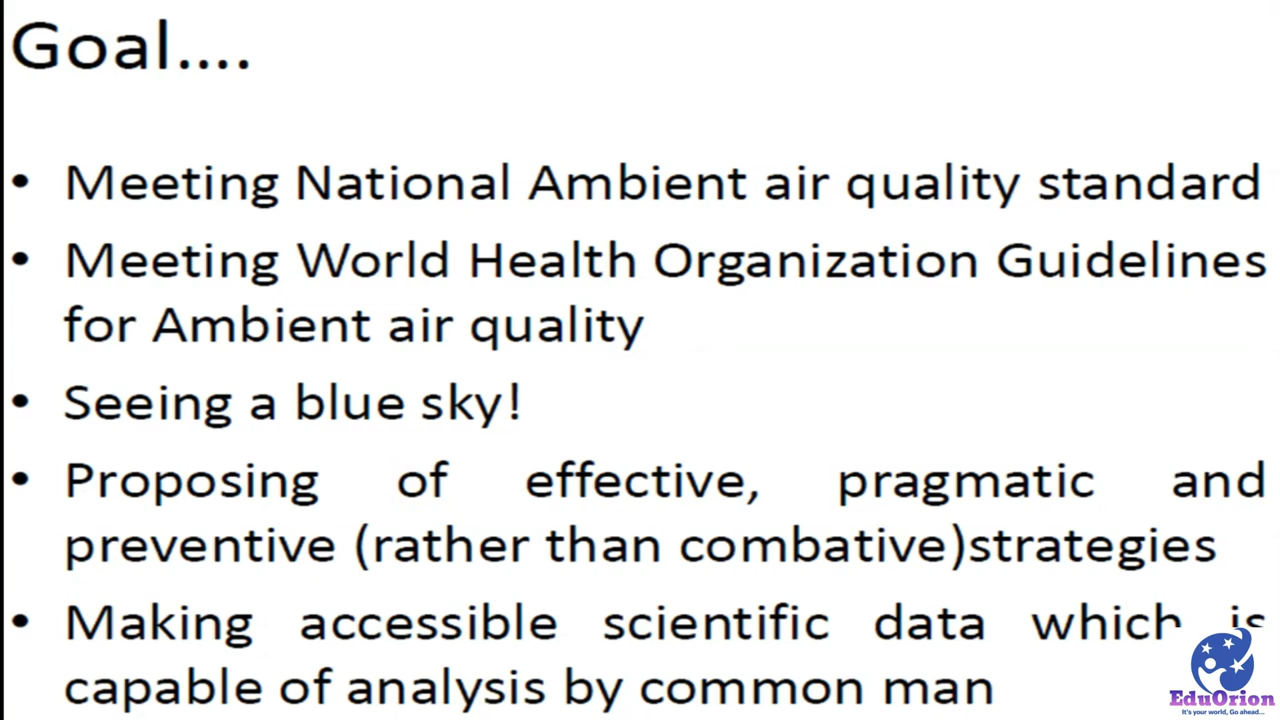 Goal....
• Meeting National Ambient air quality standard
• Meeting World Health Organization Guidelines
for Ambient air quality
• Seeing a blue sky!
• Proposing of effective, pragmatic and
preventive (rather than combative)strategies
• Making accessible scientific data which is
capable of analysis by common man
EduOrion
It's your world, Go ahead...